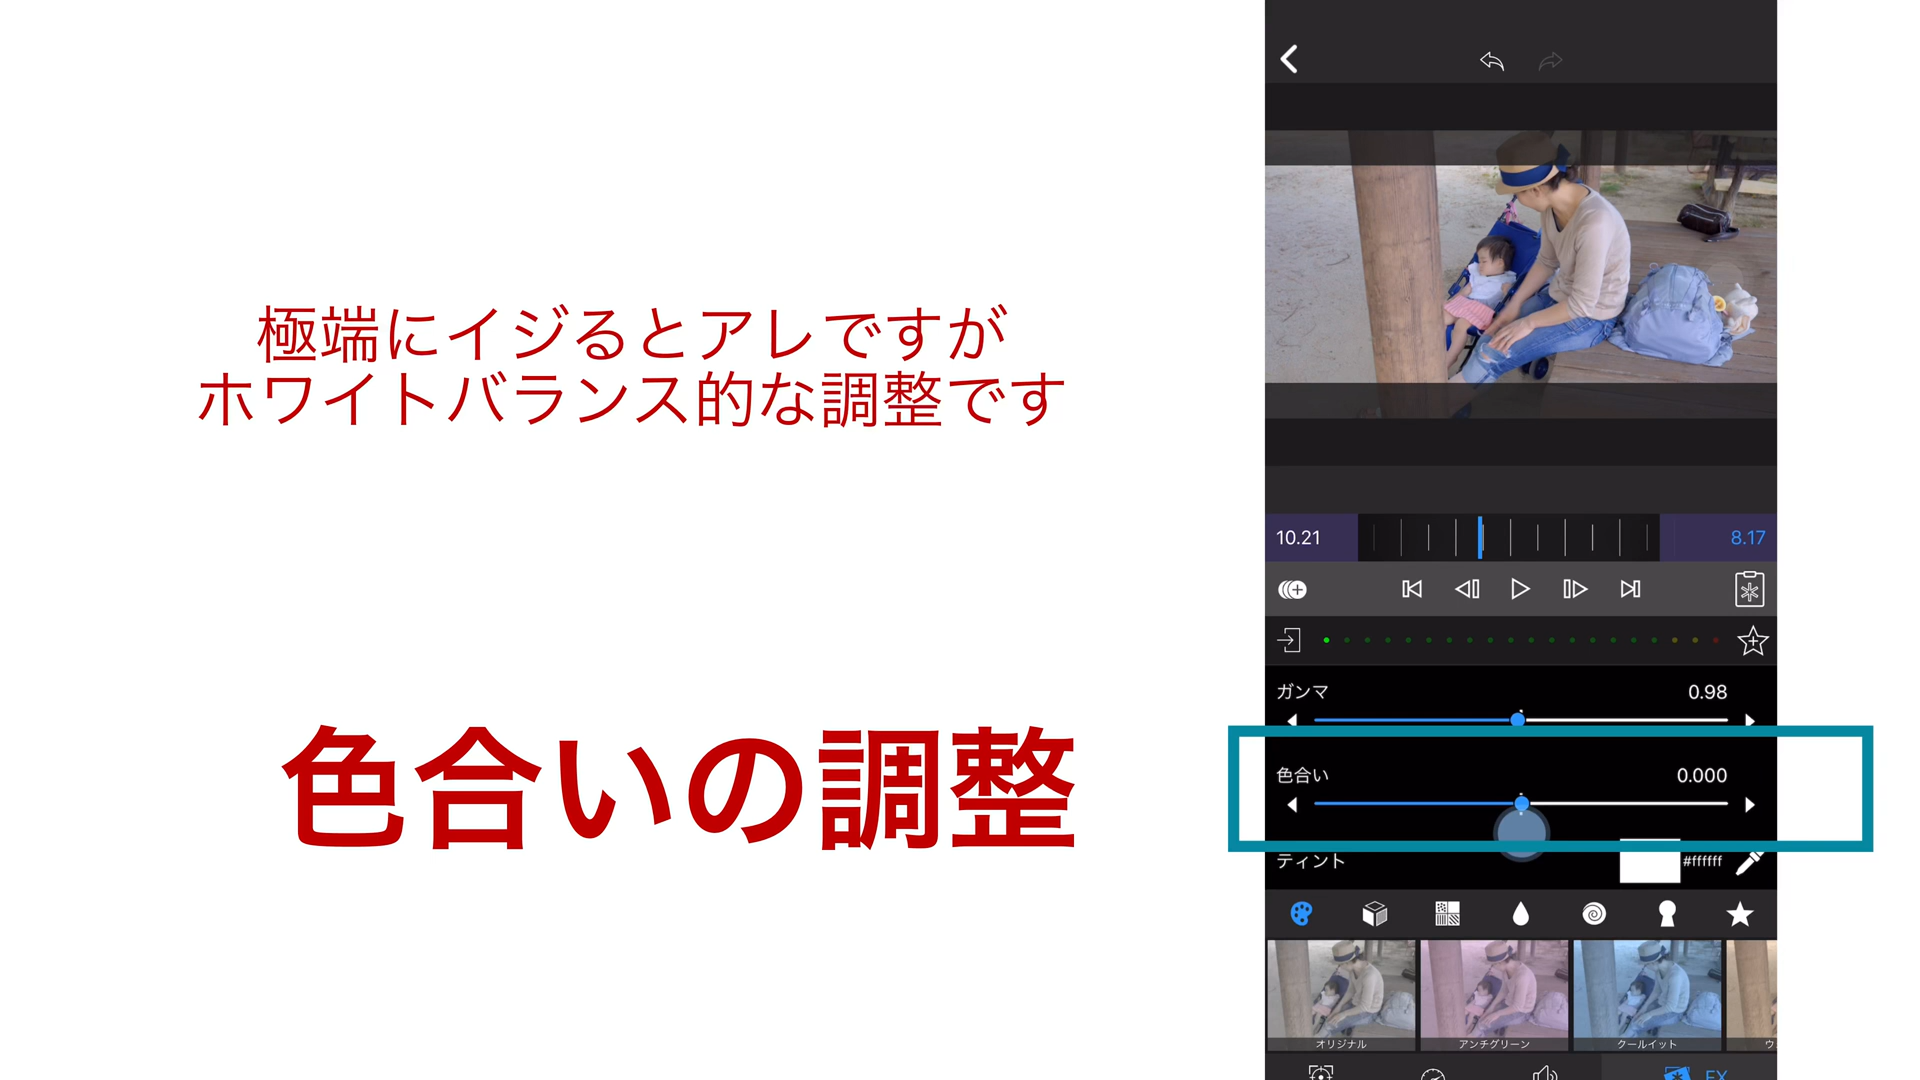 極端にイジるとアレですが
ホワイトバランス的な調整です
色合いの調整
10.21
8.17
ガンマ
0.98
色合い
0.000
ティント
#ffffff
オリジナル
アンチグリーン
クールイット
ウ
FX